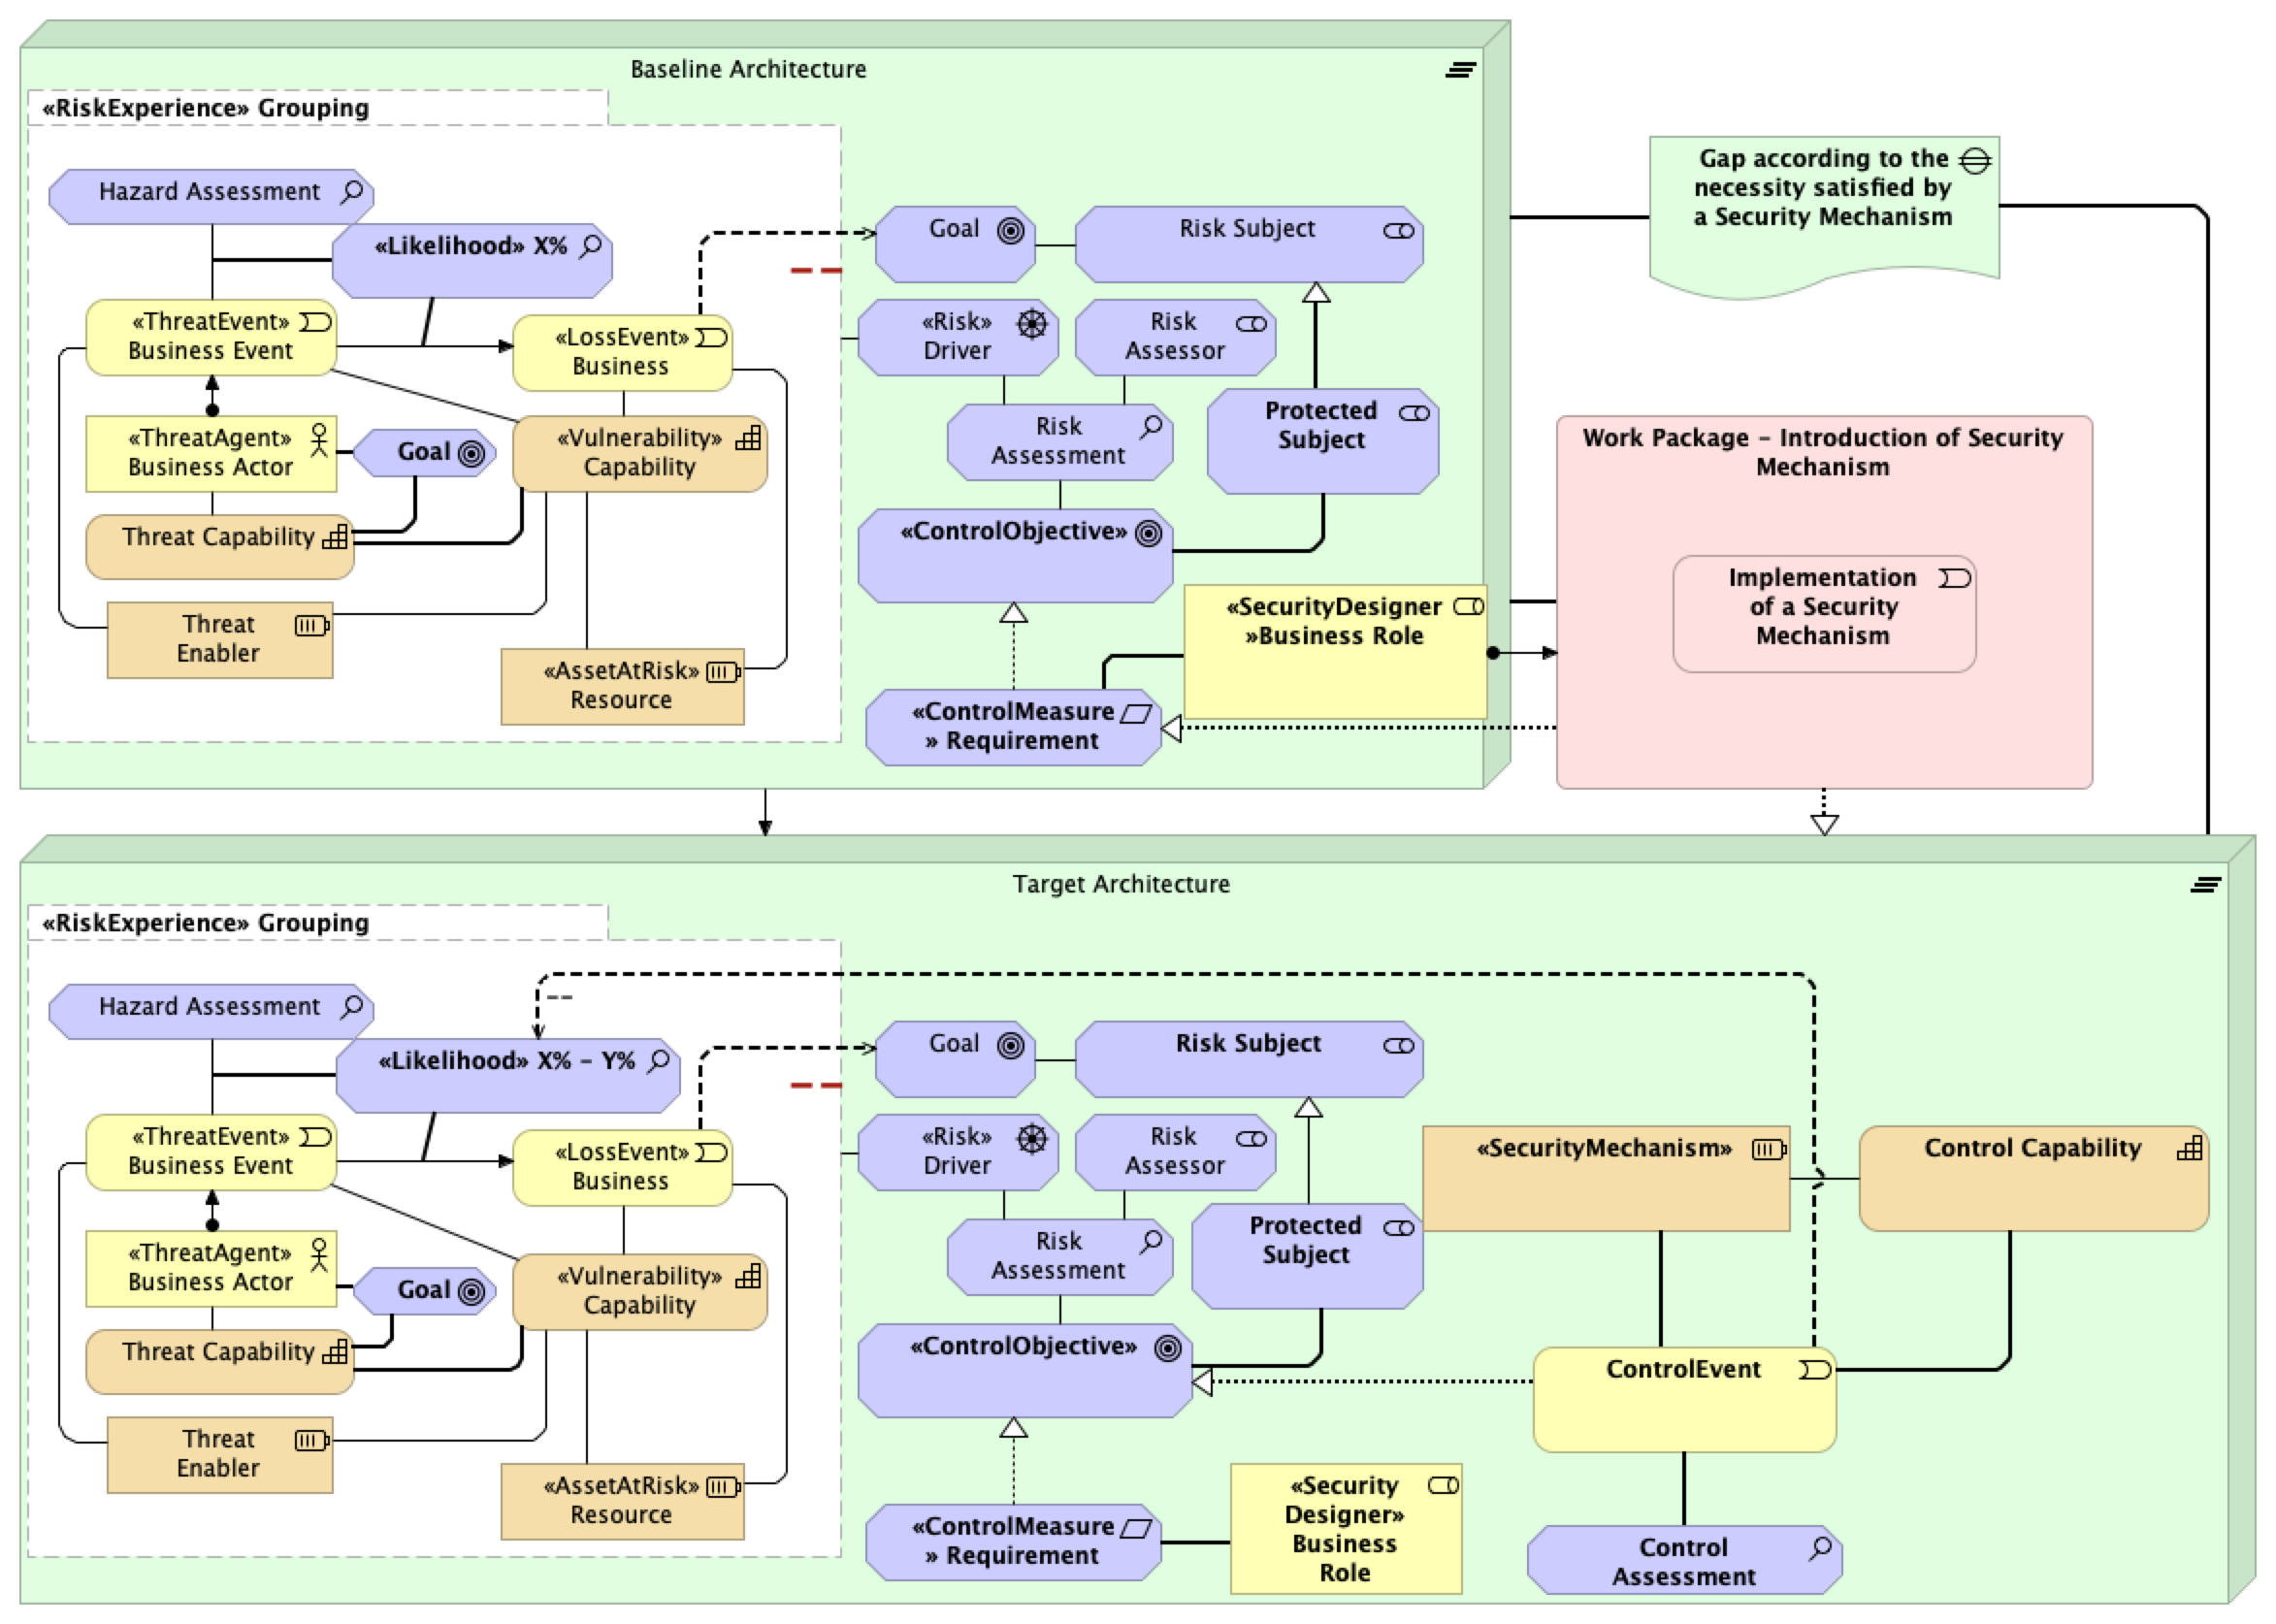 Baseline Architecture
«RiskExperience» Grouping
Hazard Assessment
«Likelihood» X%
«ThreatEvent»
Business Event
«LossEvent»
Business
«ThreatAgent»
Business Actor
Goal
«Vulnerability»
Capability
Threat Capability
Threat
Enabler
«AssetAtRisk»
Resource
Goal
Risk Subject
«Risk»
Driver
Risk
Assessor
Risk
Assessment
Protected
Subject
«ControlObjective»
«SecurityDesigner
»Business Role
«ControlMeasure
» Requirement
Gap according to the
necessity satisfied by
a Security Mechanism
Work Package - Introduction of Security
Mechanism
Implementation
of a Security
Mechanism
Target Architecture
«RiskExperience» Grouping
Hazard Assessment
«Likelihood» X% - Y%
--
«ThreatEvent»
Business Event
«LossEvent»
Business
«ThreatAgent»
Business Actor
Goal
«Vulnerability»
Capability
Threat Capability
Threat
Enabler
«AssetAtRisk»
Resource
Goal
Risk Subject
«Risk»
Driver
Risk
Assessor
Risk
Assessment
Protected
Subject
«SecurityMechanism»
Control Capability
«ControlObjective»
ControlEvent
«ControlMeasure
» Requirement
«Security
Designer»
Business
Role
Control
Assessment